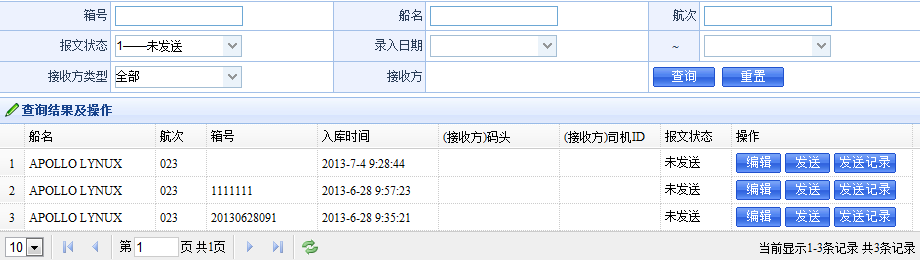 箱号 船名 航次
报文状态 1——未发送 录入日期 ~
接收方类型 全部 接收方 查询 重置
查询结果及操作
船名 航次 箱号 入库时间 (接收方)码头 (接收方)司机ID 报文状态 操作
1 APOLLO LYNUX 023 2013-7-4 9:28:44 未发送 编辑 发送 发送记录
2 APOLLO LYNUX 023 1111111 2013-6-28 9:57:23 未发送 编辑 发送 发送记录
3 APOLLO LYNUX 023 20130628091 2013-6-28 9:35:21 未发送 编辑 发送 发送记录
10 第 1 页 共1页 当前显示1-3条记录 共3条记录